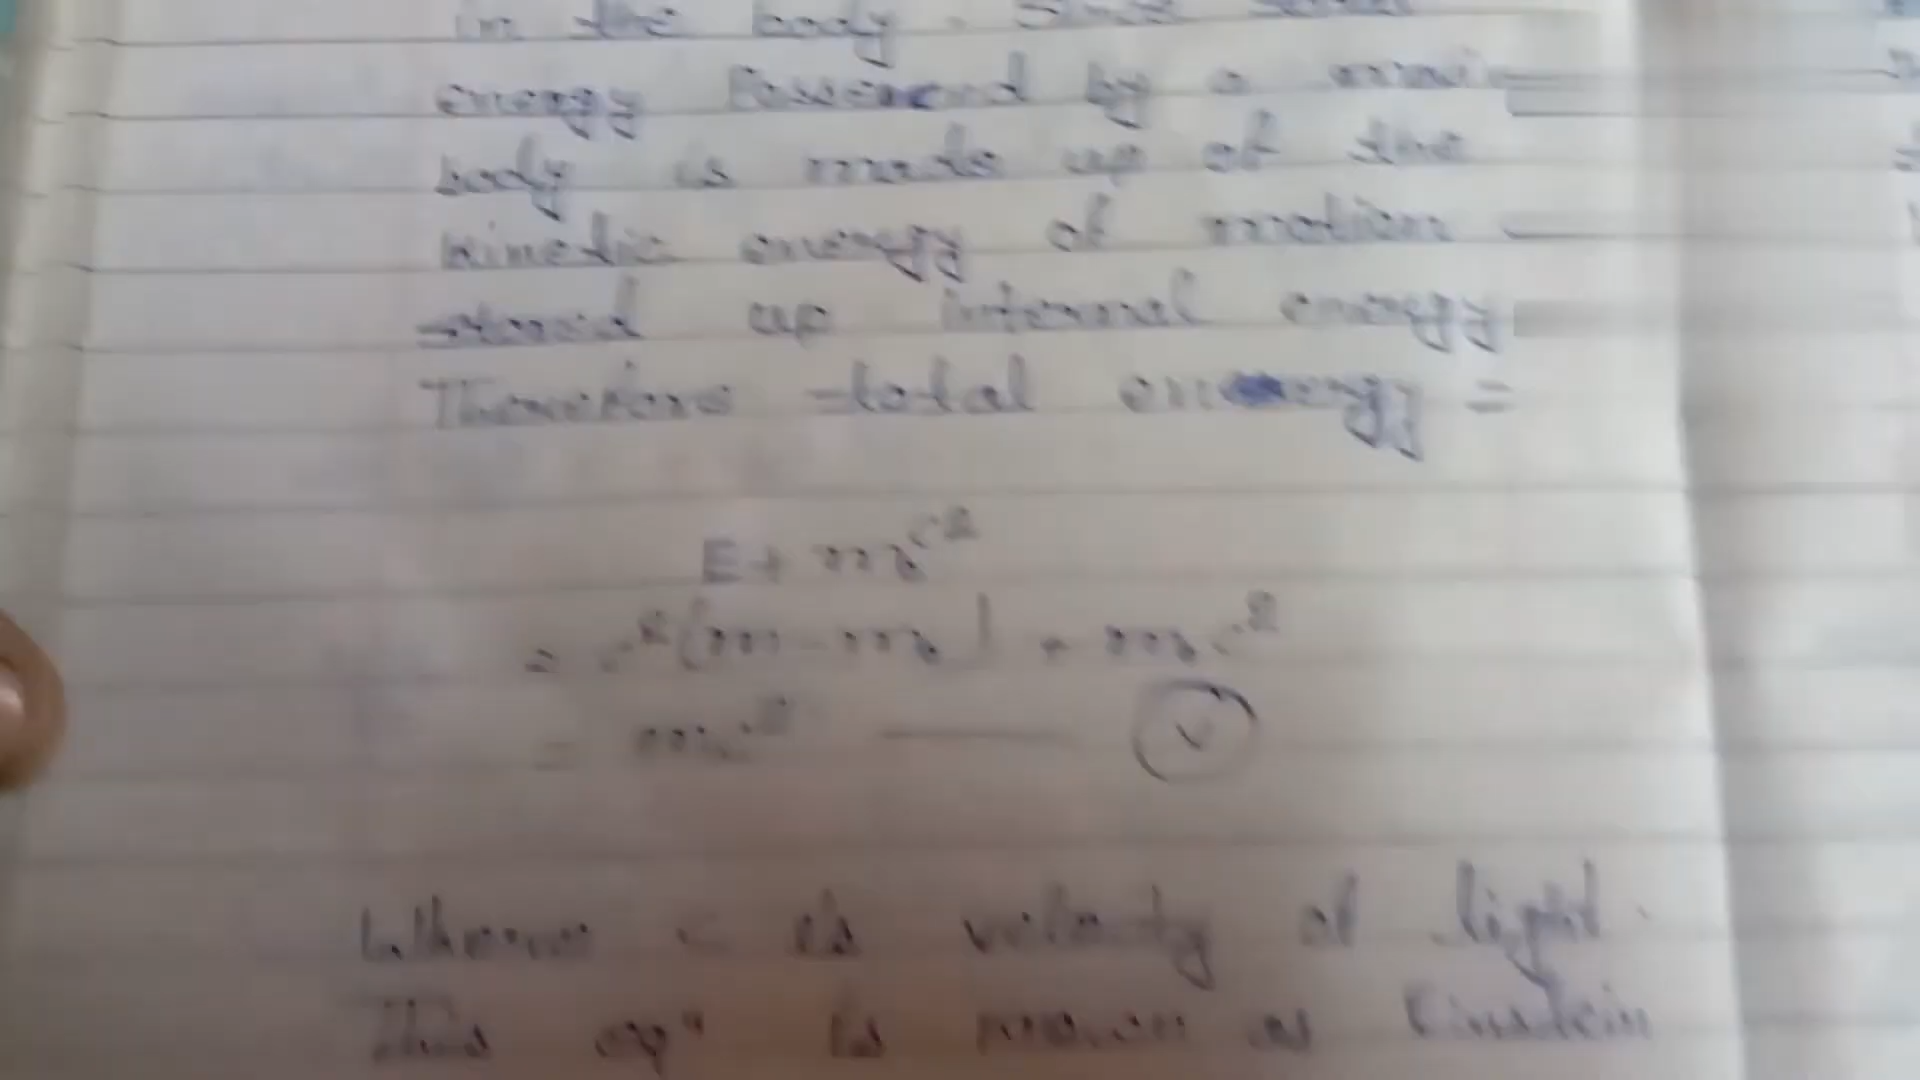 in the body. Since total
energy Possessed by a
body is made up of the
kinetic energy of motion
stored up internal energy
Therefore total energy =
E + m₀c²
= c²(m - m₀) + m₀c²
= mc² — (v)
Where c is velocity of light.
This eqⁿ is known as Einstein